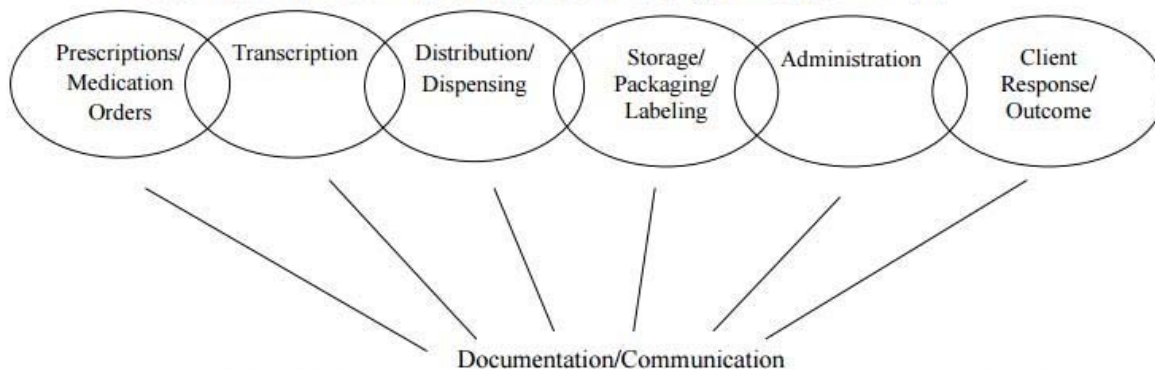 Prescriptions/
Medication
Orders
Transcription
Distribution/
Dispensing
Storage/
Packaging/
Labeling
Administration
Client
Response/
Outcome
Documentation/Communication